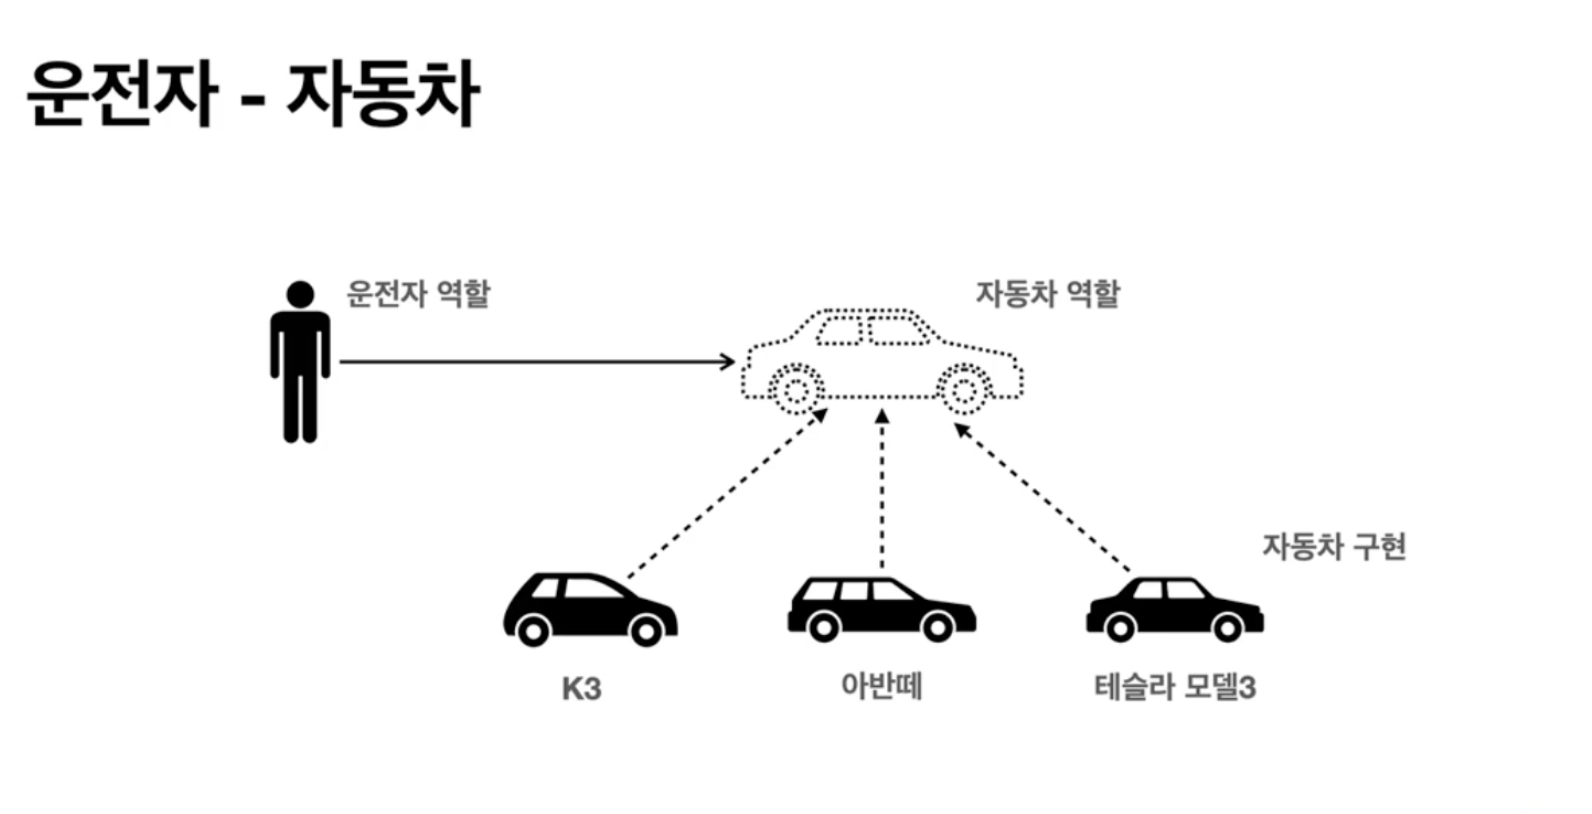 운전자 - 자동차
운전자 역할
자동차 역할
자동차 구현
K3
아반떼
테슬라 모델3